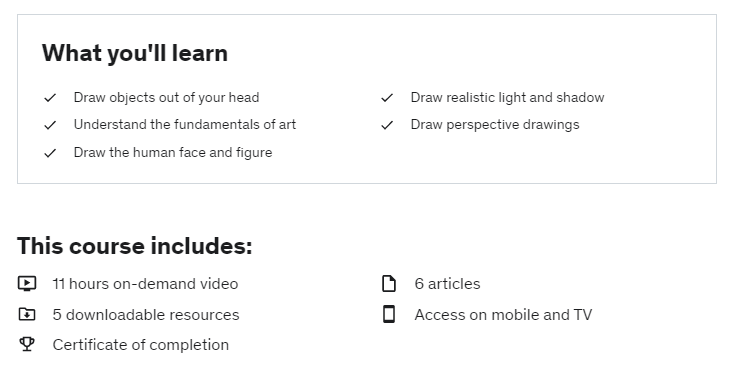 What you'll learn
Draw objects out of your head
Draw realistic light and shadow
Understand the fundamentals of art
Draw perspective drawings
Draw the human face and figure
This course includes:
11 hours on-demand video
6 articles
5 downloadable resources
Access on mobile and TV
Certificate of completion